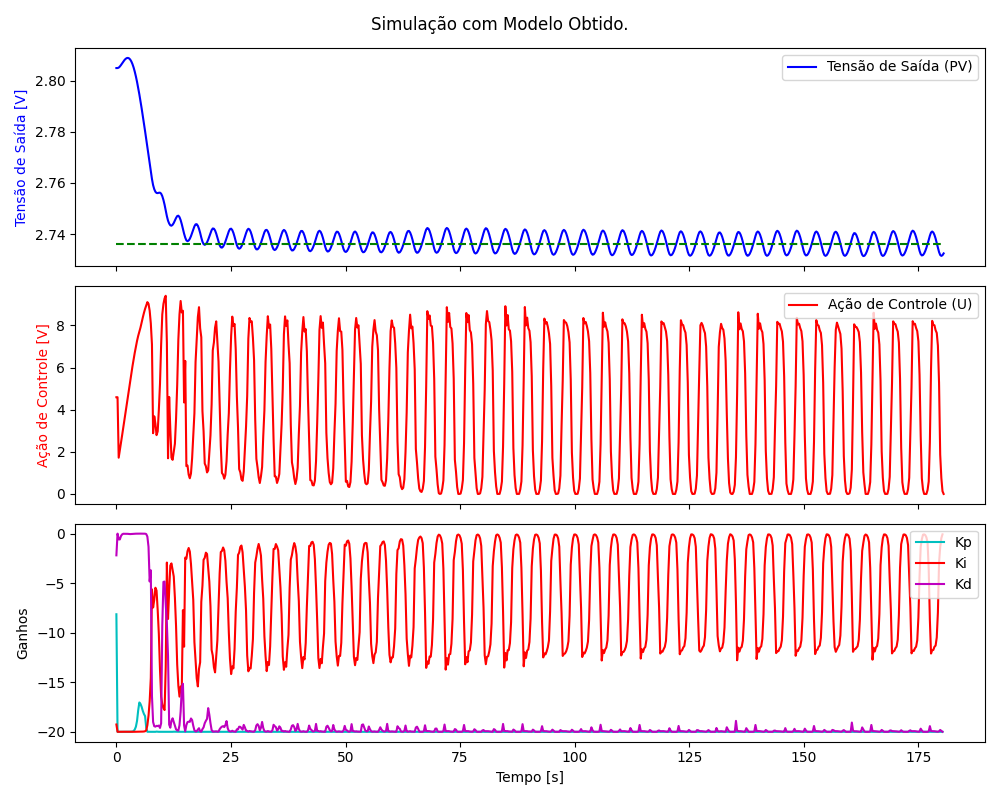 Simulação com Modelo Obtido.
Tensão de Saída [V]
2.80
2.78
2.76
2.74
Tensão de Saída (PV)
Ação de Controle [V]
8
6
4
2
0
Ação de Controle (U)
Ganhos
0
−5
−10
−15
−20
Kp
Ki
Kd
0 25 50 75 100 125 150 175
Tempo [s]